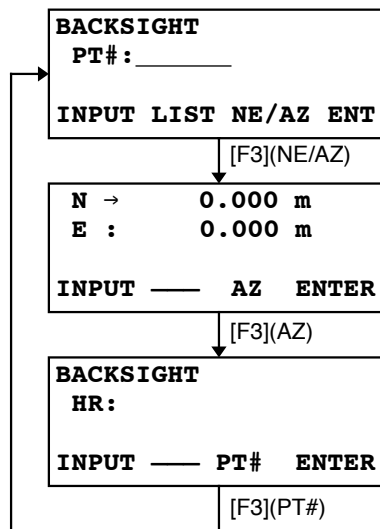 BACKSIGHT
PT#:_______
INPUT LIST NE/AZ ENT
[F3](NE/AZ)
N → 0.000 m
E : 0.000 m
INPUT ––– AZ ENTER
[F3](AZ)
BACKSIGHT
HR:
INPUT ––– PT# ENTER
[F3](PT#)